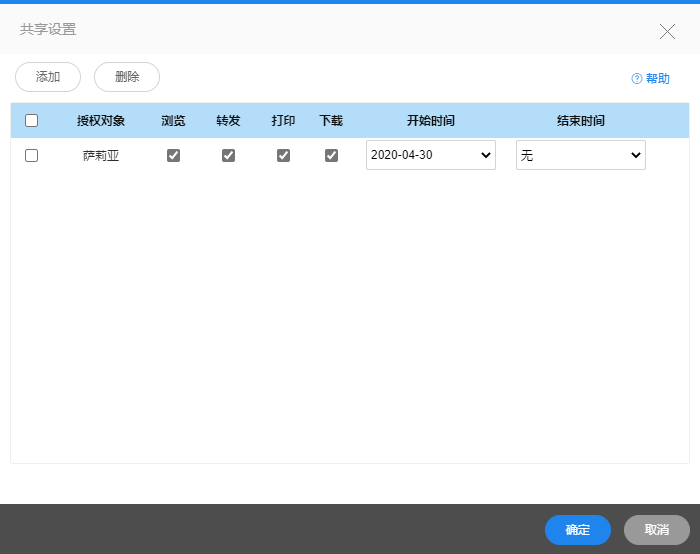 共享设置
添加 删除 帮助
授权对象 浏览 转发 打印 下载 开始时间 结束时间
萨莉亚 2020-04-30 无
确定 取消